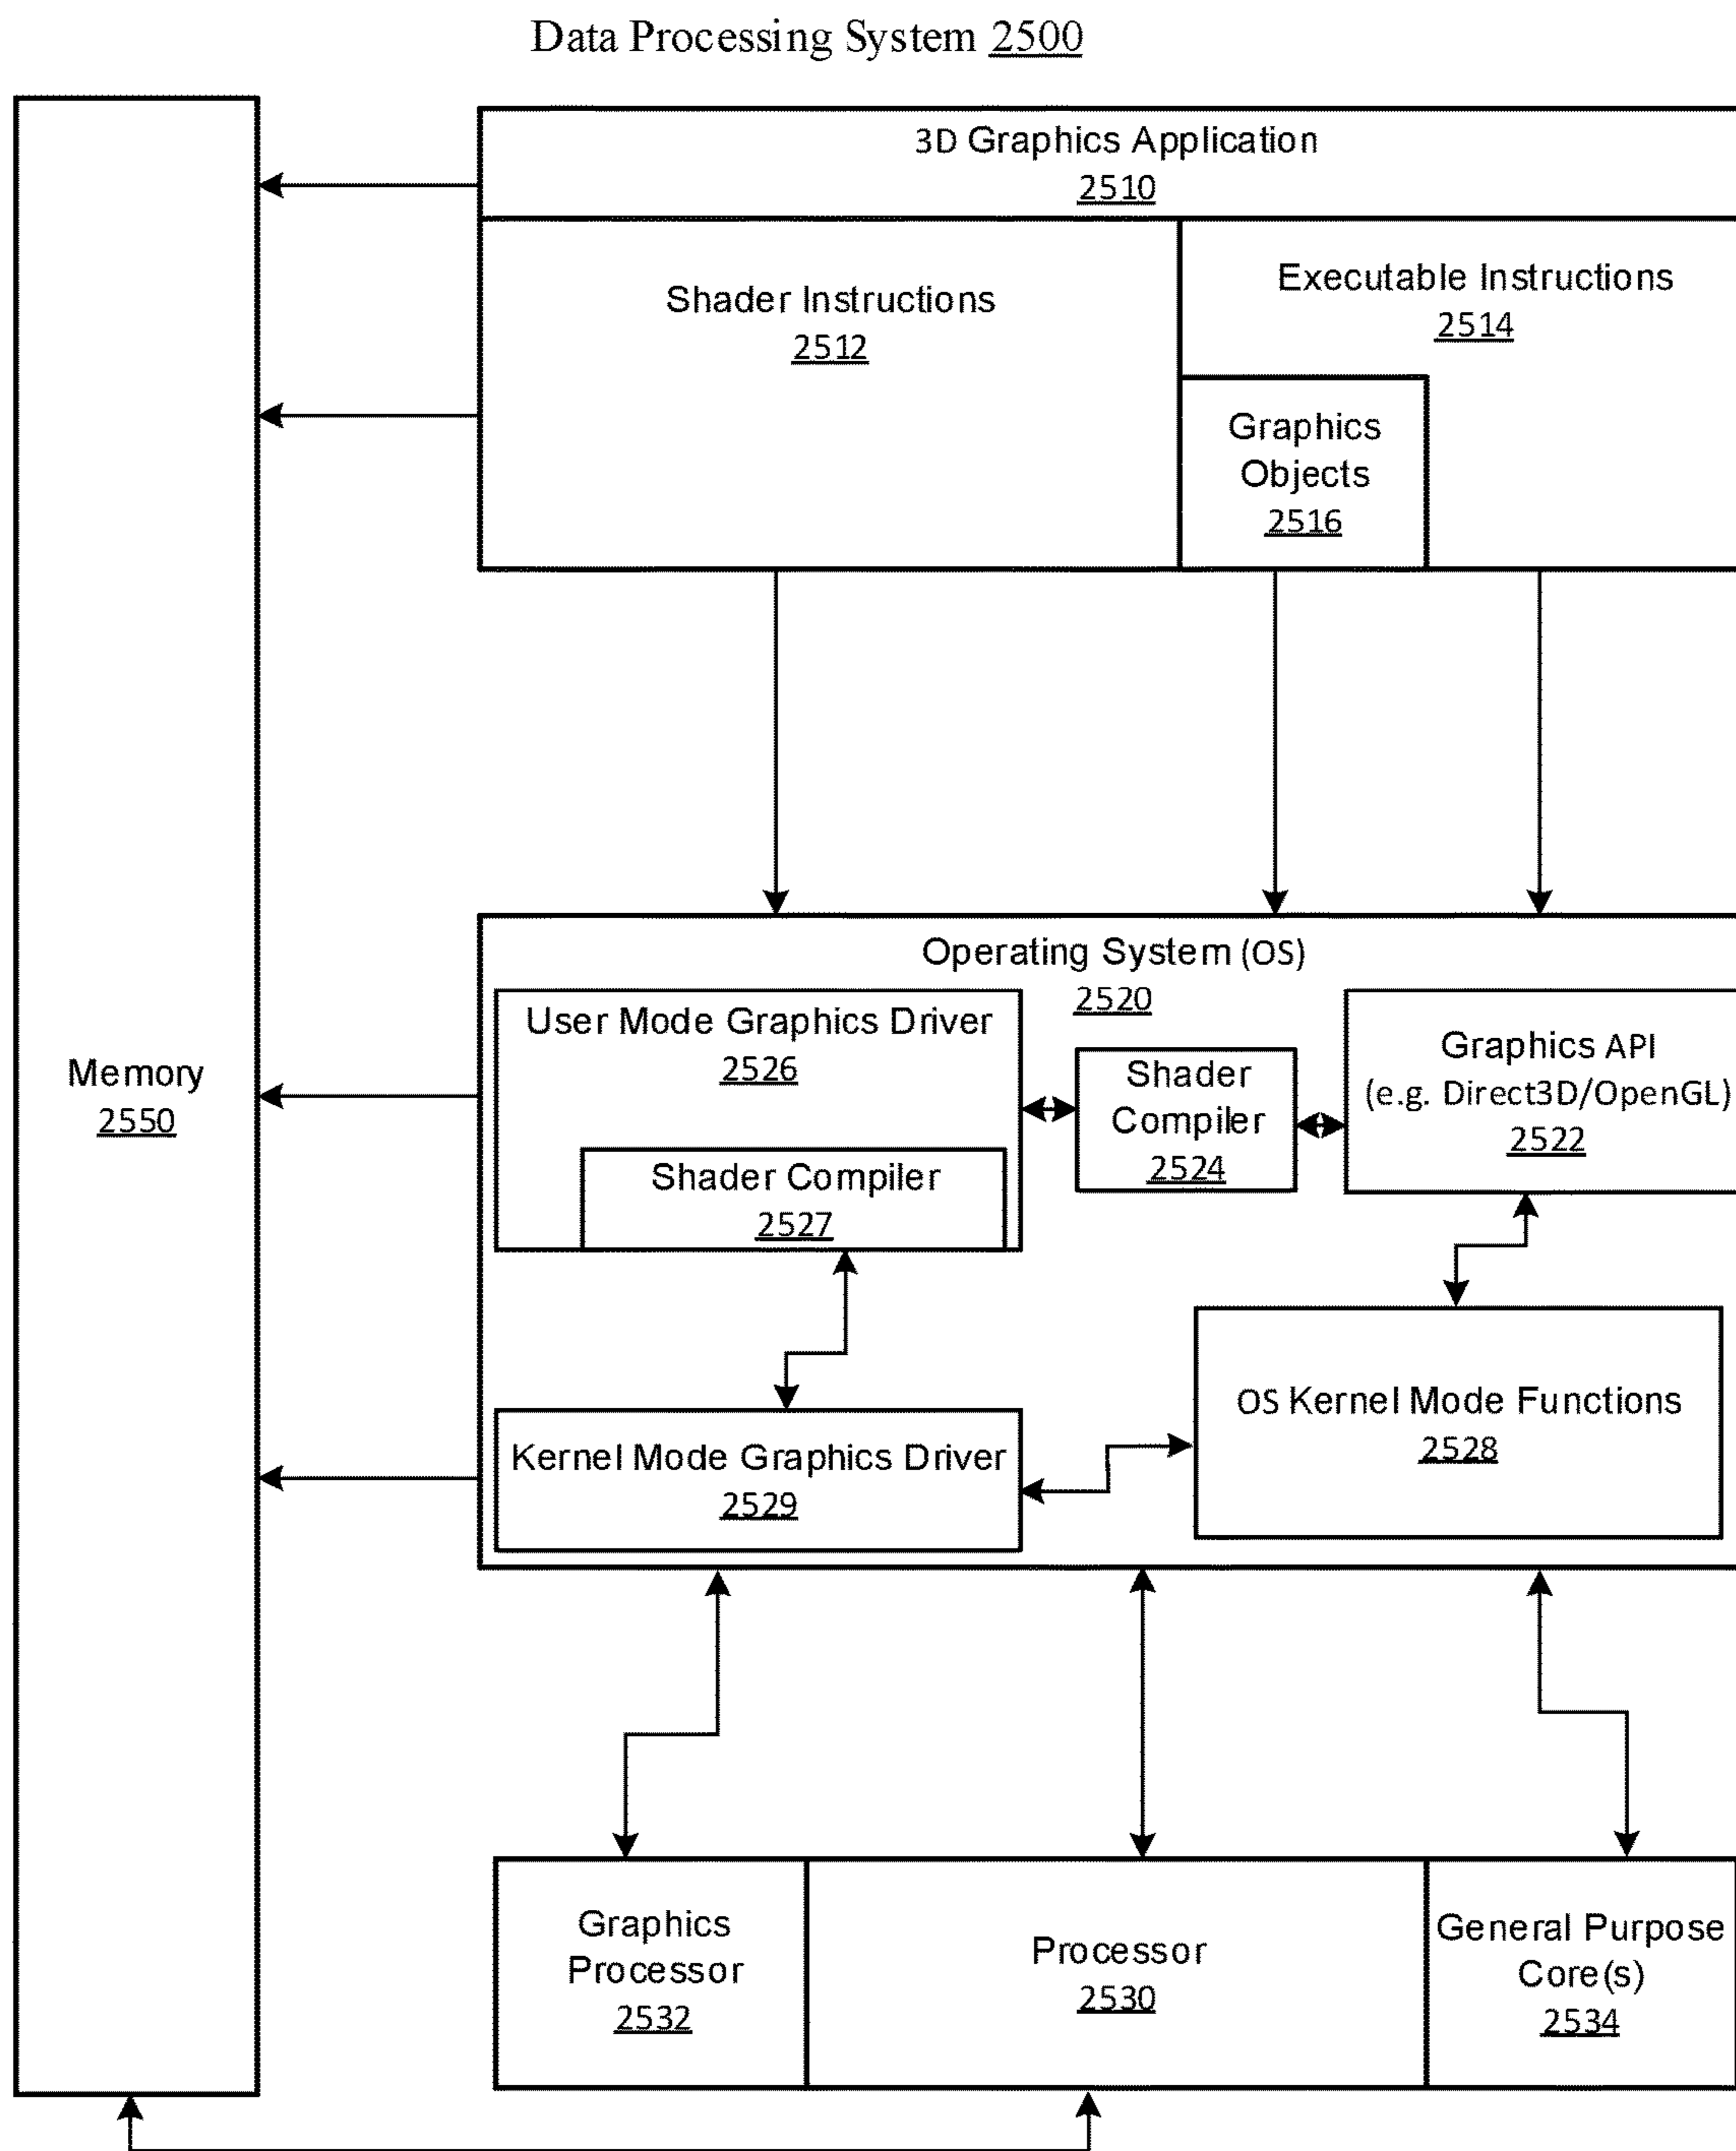 Data Processing System 2500
3D Graphics Application
2510
Shader Instructions
2512
Executable Instructions
2514
Graphics
Objects
2516
Memory
2550
Operating System (OS)
2520
User Mode Graphics Driver
2526
Shader Compiler
2527
Shader
Compiler
2524
Graphics API
(e.g. Direct3D/OpenGL)
2522
Kernel Mode Graphics Driver
2529
OS Kernel Mode Functions
2528
Graphics
Processor
2532
Processor
2530
General Purpose
Core(s)
2534